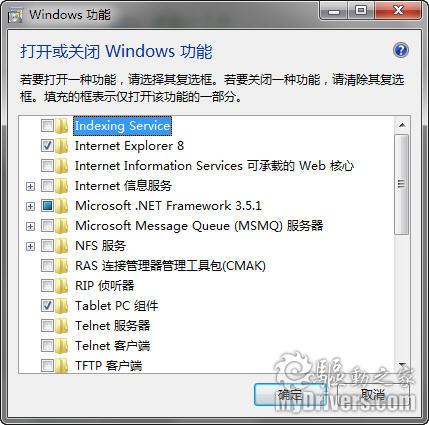 Windows 功能
打开或关闭 Windows 功能
若要打开一种功能，请选择其复选框。若要关闭一种功能，请清除其复选
框。填充的框表示仅打开该功能的一部分。
Indexing Service
Internet Explorer 8
Internet Information Services 可承载的 Web 核心
Internet 信息服务
Microsoft .NET Framework 3.5.1
Microsoft Message Queue (MSMQ) 服务器
NFS 服务
RAS 连接管理器管理工具包(CMAK)
RIP 侦听器
Tablet PC 组件
Telnet 服务器
Telnet 客户端
TFTP 客户端
驱动之家
确定
取消
MyDrivers.com